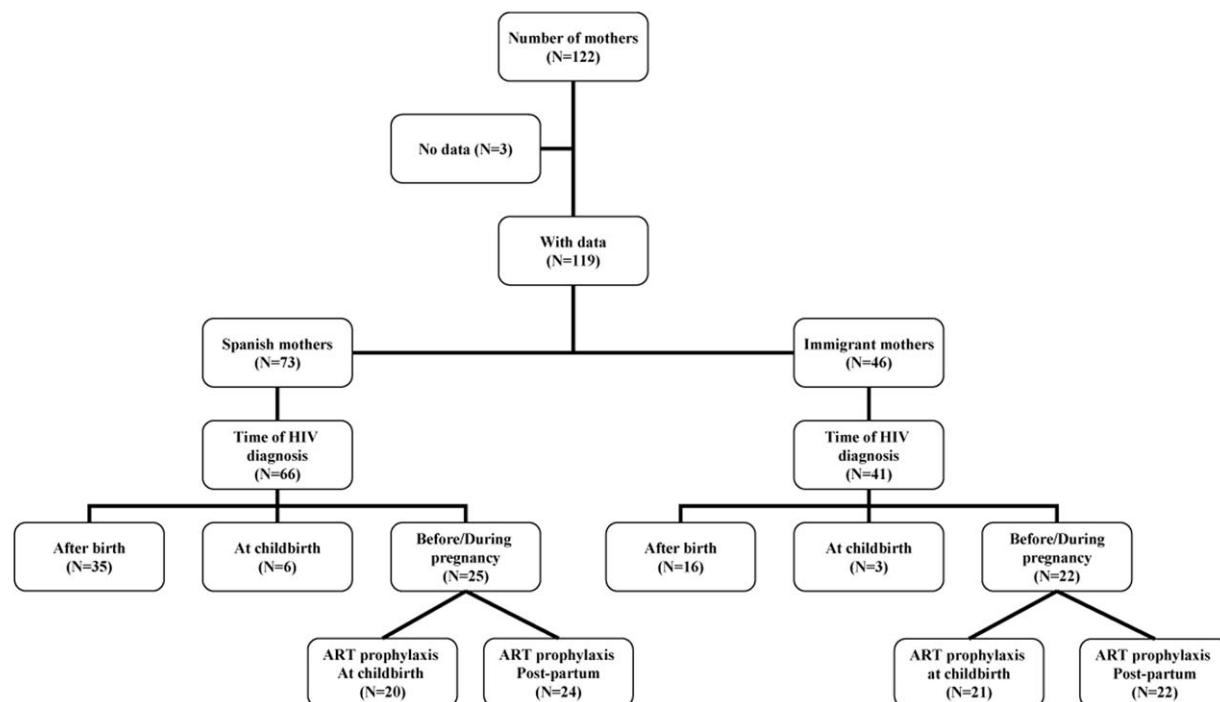 Number of mothers
(N=122)
No data (N=3)
With data
(N=119)
Spanish mothers
(N=73)
Immigrant mothers
(N=46)
Time of HIV
diagnosis
(N=66)
Time of HIV
diagnosis
(N=41)
After birth
(N=35)
At childbirth
(N=6)
Before/During
pregnancy
(N=25)
After birth
(N=16)
At childbirth
(N=3)
Before/During
pregnancy
(N=22)
ART prophylaxis
At childbirth
(N=20)
ART prophylaxis
Post-partum
(N=24)
ART prophylaxis
at childbirth
(N=21)
ART prophylaxis
Post-partum
(N=22)